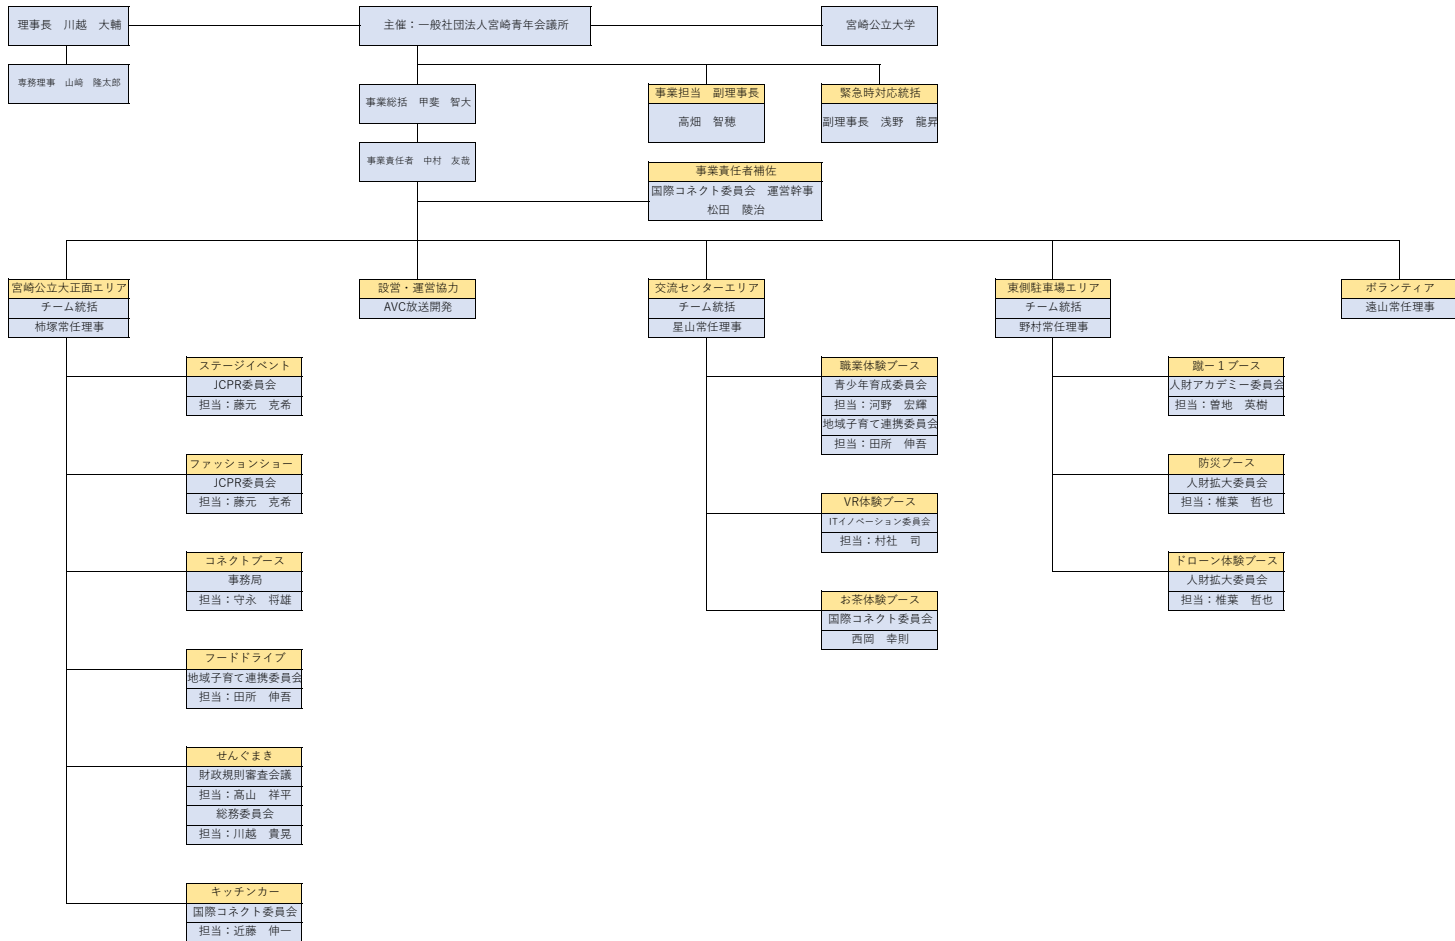 理事長　川越　大輔
主催：一般社団法人宮崎青年会議所
宮崎公立大学
専務理事　山﨑　隆太郎
事業総括　甲斐　智大
事業担当　副理事長
高畑　智穂
緊急時対応統括
副理事長　浅野　龍昇
事業責任者　中村　友哉
事業責任者補佐
国際コネクト委員会　運営幹事
松田　陵治
宮崎公立大正面エリア
チーム統括
柿塚常任理事
設営・運営協力
AVC放送開発
交流センターエリア
チーム統括
星山常任理事
東側駐車場エリア
チーム統括
野村常任理事
ボランティア
遠山常任理事
ステージイベント
JCPR委員会
担当：藤元　克希
ファッションショー
JCPR委員会
担当：藤元　克希
コネクトブース
事務局
担当：守永　将雄
フードドライブ
地域子育て連携委員会
担当：田所　伸吾
せんぐまき
財政規則審査会議
担当：髙山　祥平
総務委員会
担当：川越　貴晃
キッチンカー
国際コネクト委員会
担当：近藤　伸一
職業体験ブース
青少年育成委員会
担当：河野　宏輝
地域子育て連携委員会
担当：田所　伸吾
VR体験ブース
ITイノベーション委員会
担当：村社　司
お茶体験ブース
国際コネクト委員会
西岡　幸則
蹴ー１ブース
人財アカデミー委員会
担当：曽地　英樹
防災ブース
人財拡大委員会
担当：椎葉　哲也
ドローン体験ブース
人財拡大委員会
担当：椎葉　哲也